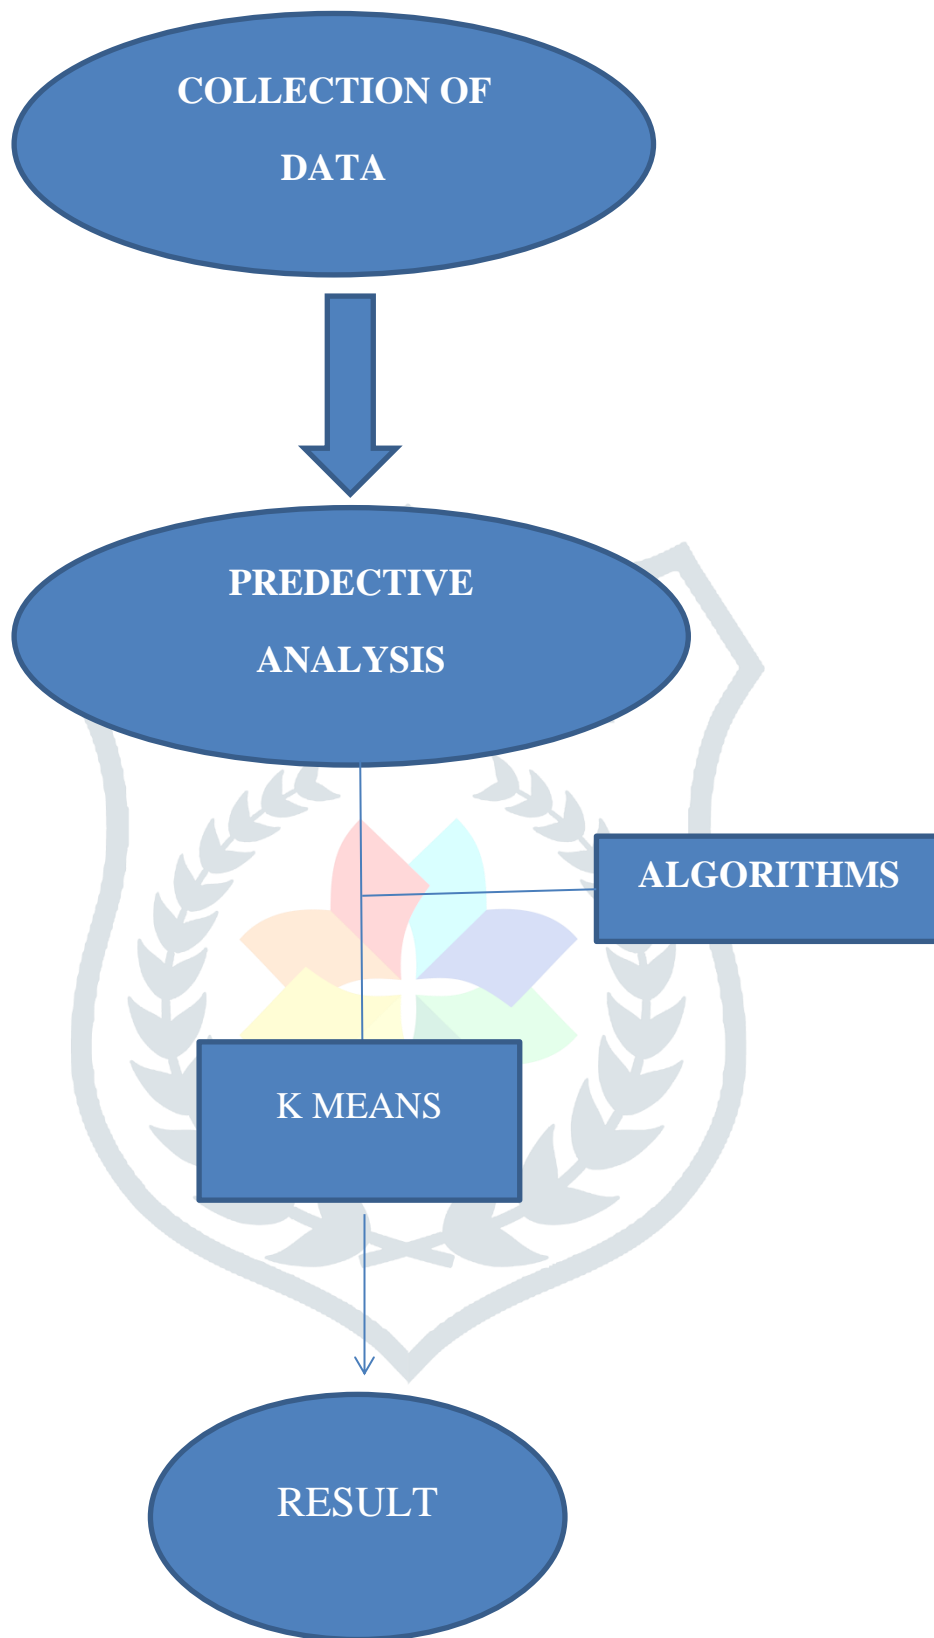 COLLECTION OF
DATA
PREDECTIVE
ANALYSIS
ALGORITHMS
K MEANS
RESULT